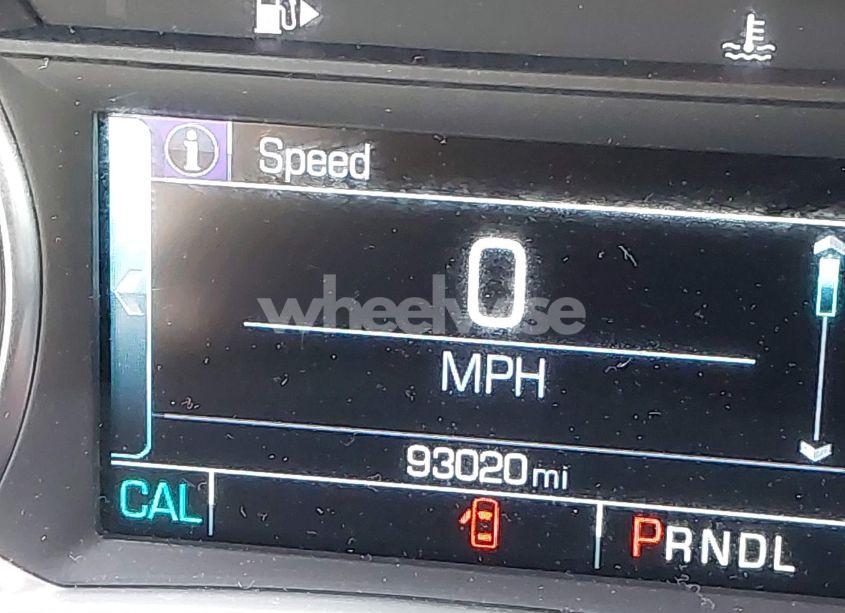 Speed
0
wheelwise
MPH
93020 mi
CAL
PRNDL